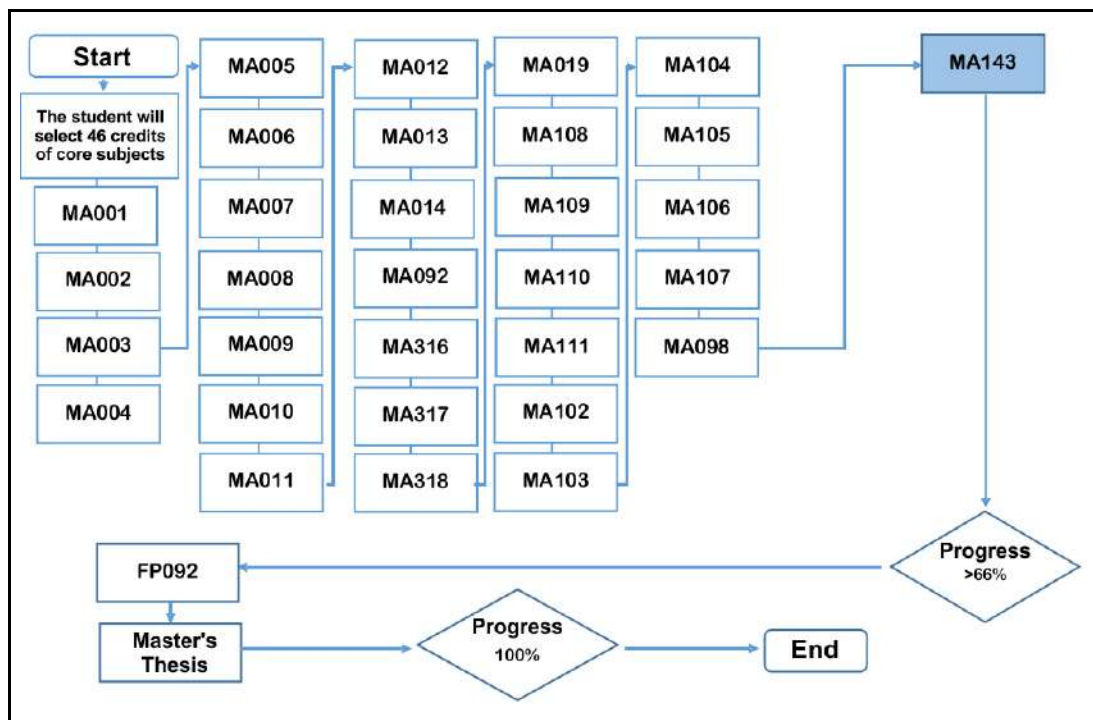 Start
The student will
select 46 credits
of core subjects
MA001
MA002
MA003
MA004
MA005
MA006
MA007
MA008
MA009
MA010
MA011
MA012
MA013
MA014
MA092
MA316
MA317
MA318
MA019
MA108
MA109
MA110
MA111
MA102
MA103
MA104
MA105
MA106
MA107
MA098
MA143
Progress
>66%
FP092
Master's
Thesis
Progress
100%
End